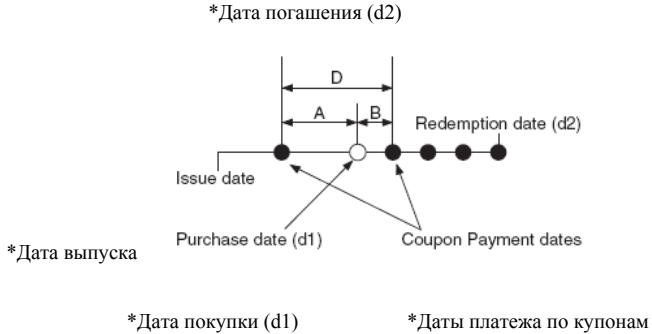 *Дата погашения (d2)
D
A B
Redemption date (d2)
Issue date
Purchase date (d1) Coupon Payment dates
*Дата выпуска
*Дата покупки (d1) *Даты платежа по купонам